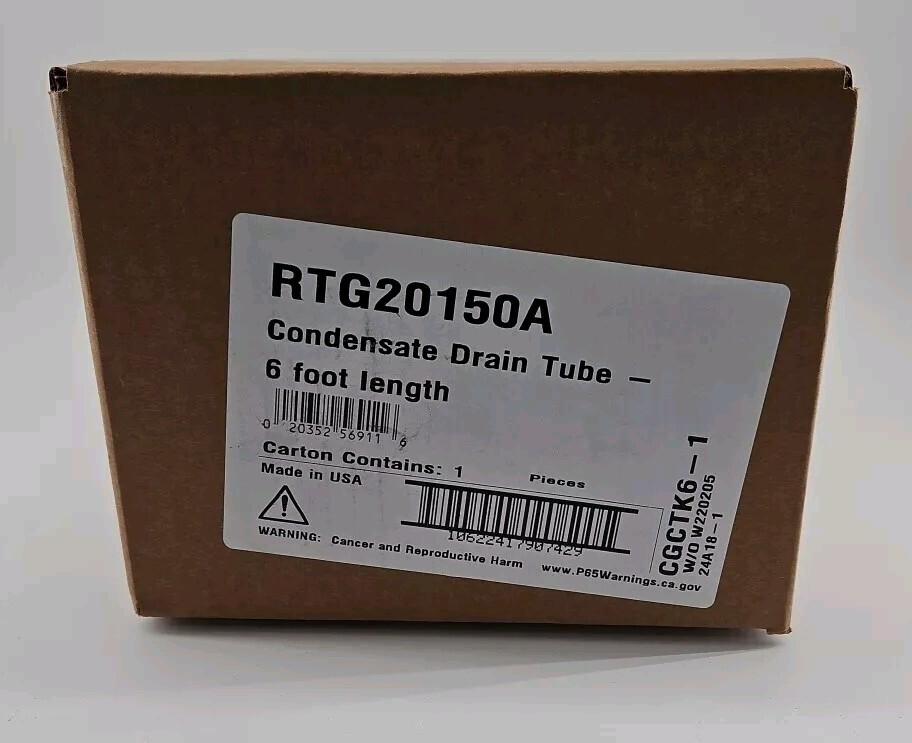 RTG20150A
Condensate Drain Tube –
6 foot length
0 20352 56911 6
Carton Contains: 1 Pieces
Made in USA
10622417907429
WARNING: Cancer and Reproductive Harm www.P65Warnings.ca.gov
CGCTK6-1
W/O W220205
24A18-1